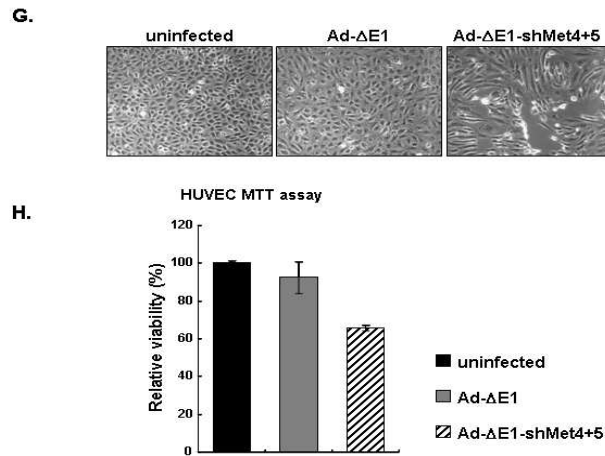 G.
uninfected Ad-ΔE1 Ad-ΔE1-shMet4+5
H.
HUVEC MTT assay
120
100
80
60
40
20
0
Relative viability (%)
uninfected
Ad-ΔE1
Ad-ΔE1-shMet4+5